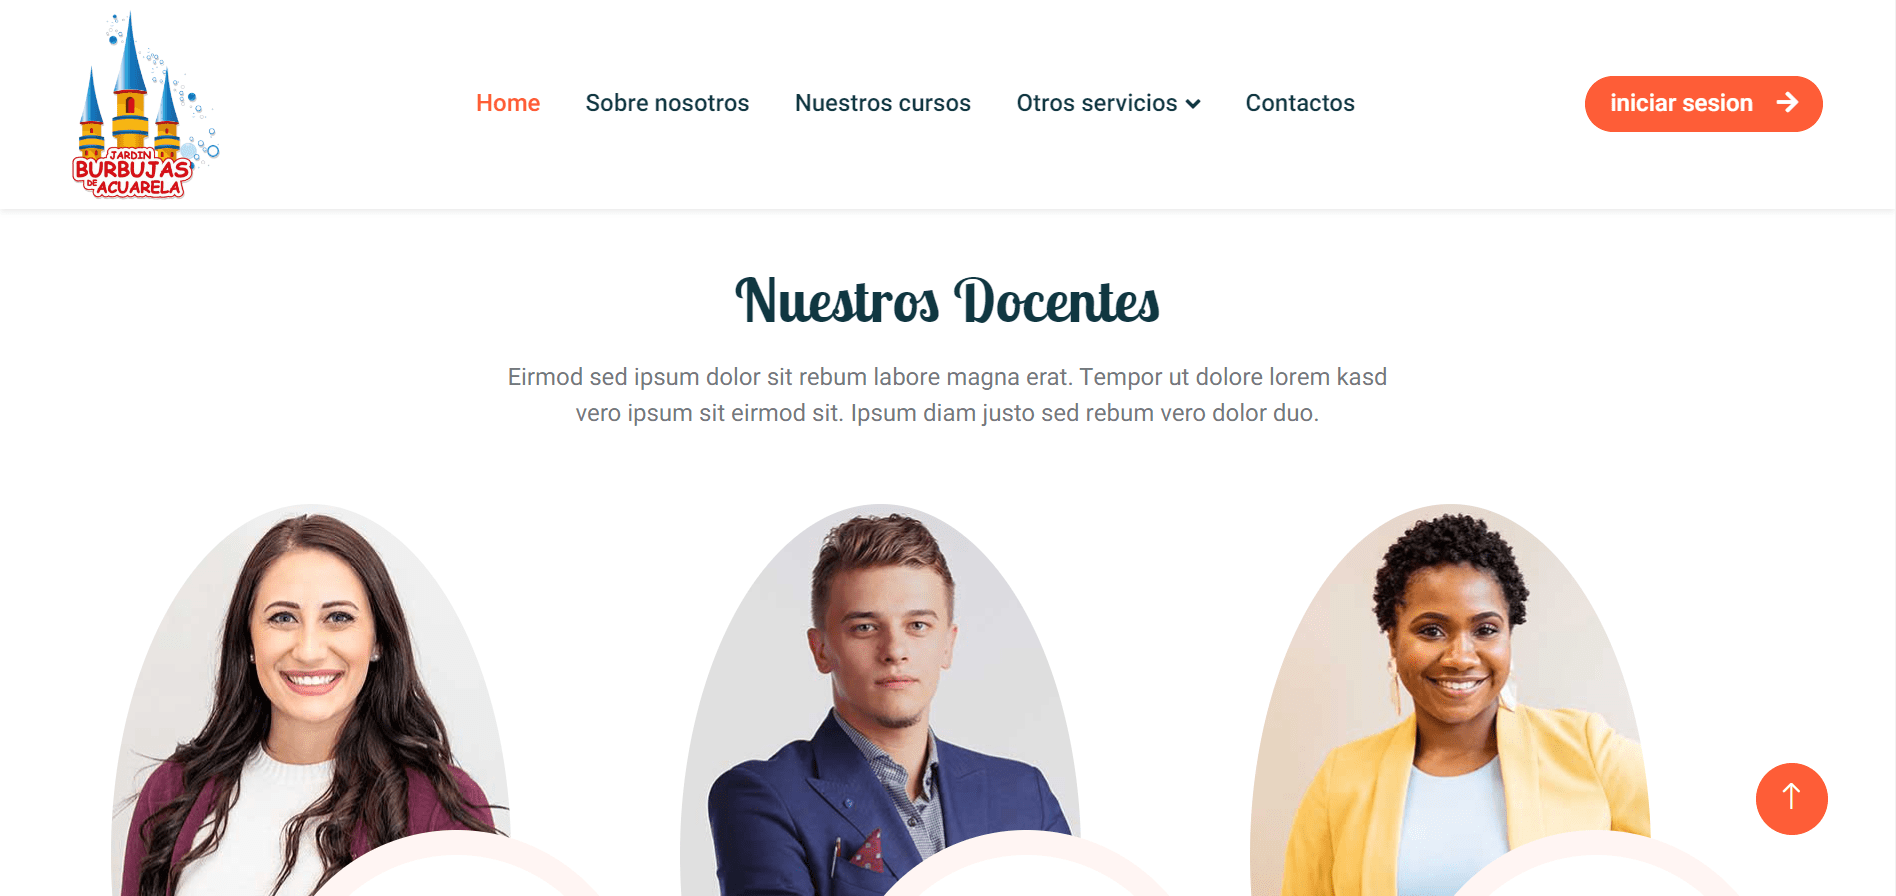 JARDIN
BURBUJAS
DE ACUARELA
Home
Sobre nosotros
Nuestros cursos
Otros servicios
Contactos
iniciar sesion
Nuestros Docentes
Eirmod sed ipsum dolor sit rebum labore magna erat. Tempor ut dolore lorem kasd
vero ipsum sit eirmod sit. Ipsum diam justo sed rebum vero dolor duo.